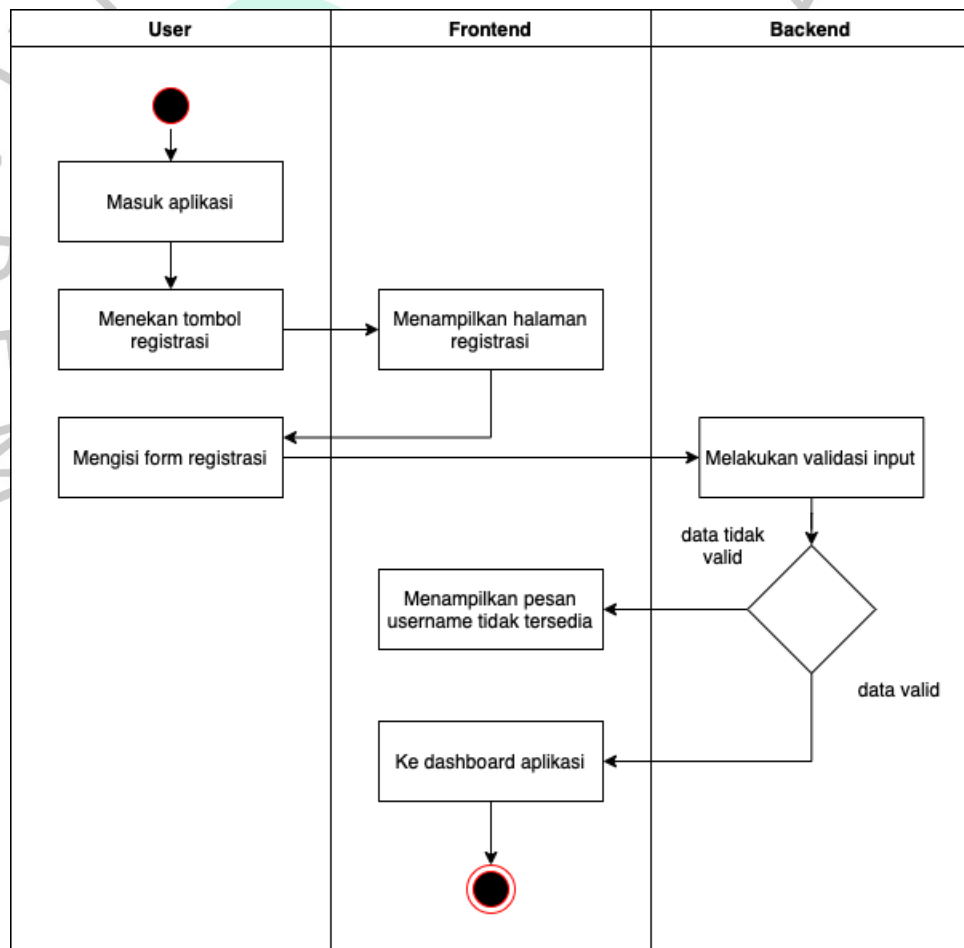 User
Frontend
Backend
Masuk aplikasi
Menekan tombol
registrasi
Menampilkan halaman
registrasi
Mengisi form registrasi
Melakukan validasi input
data tidak
valid
Menampilkan pesan
username tidak tersedia
data valid
Ke dashboard aplikasi